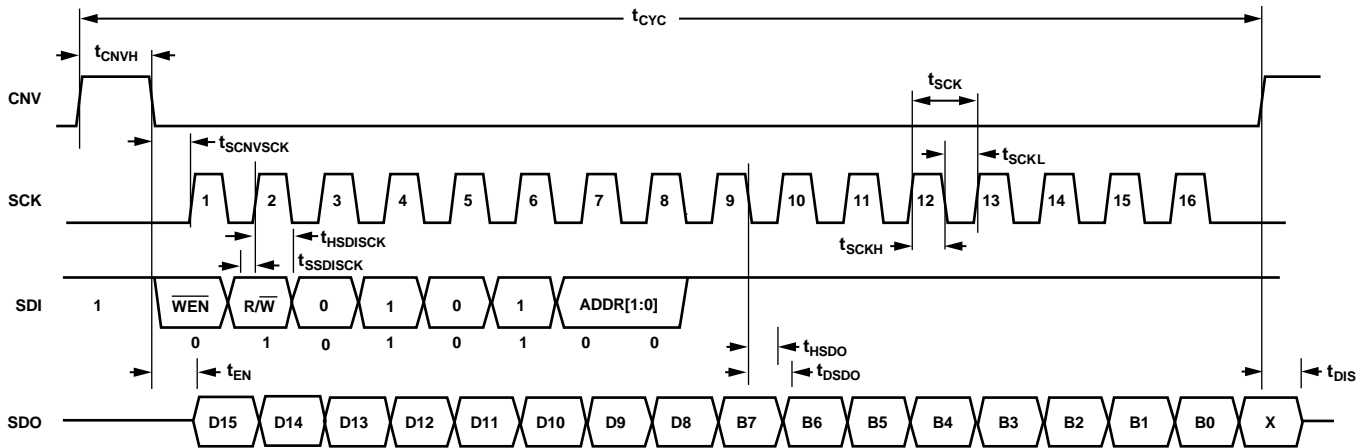 tCYC
tCNVH
tSCK
CNV
tSCNVSCK
tSCKL
SCK 1 2 3 4 5 6 7 8 9 10 11 12 13 14 15 16
tHSDISCK
tSCKH
tSSDISCK
SDI 1 WEN R/W 0 1 0 1 ADDR[1:0]
0 1 0 1 0 1 0 0
tHSDO
tEN
tDSDO
tDIS
SDO D15 D14 D13 D12 D11 D10 D9 D8 B7 B6 B5 B4 B3 B2 B1 B0 X